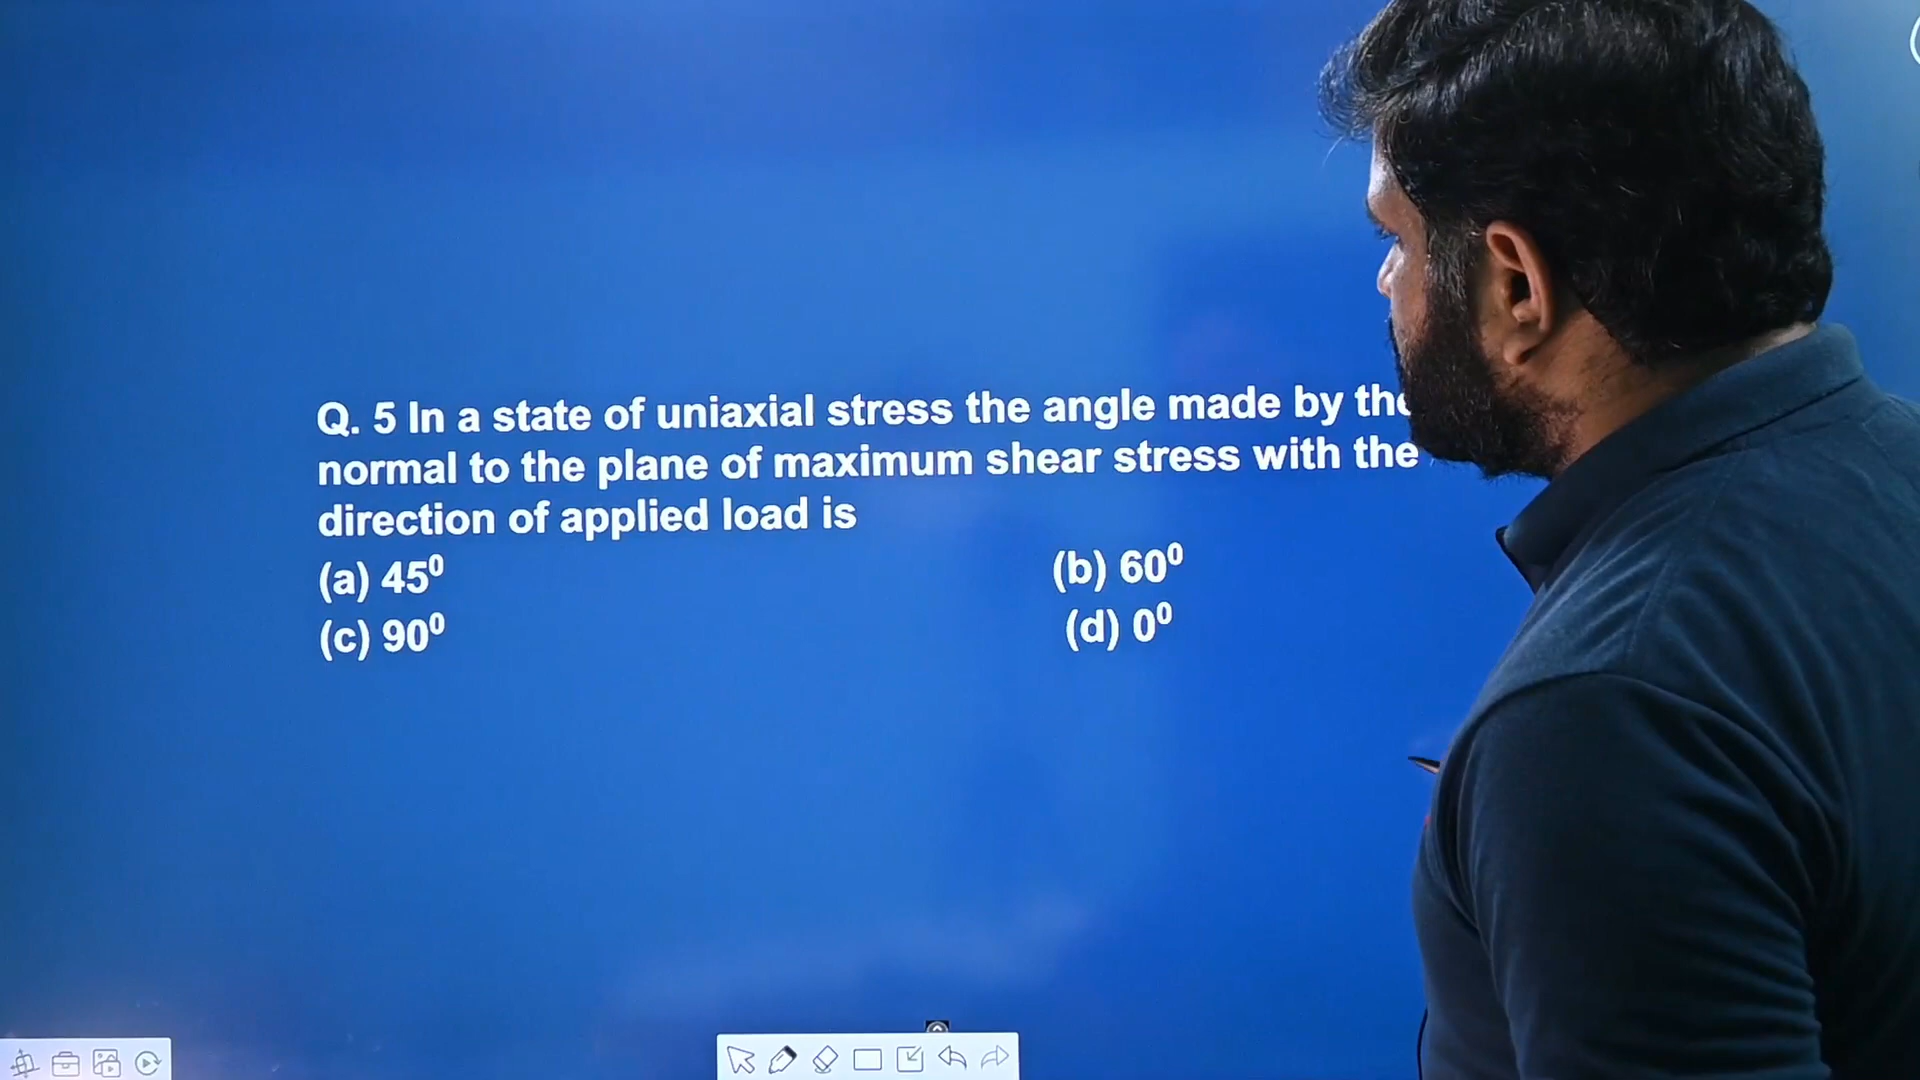 Q. 5 In a state of uniaxial stress the angle made by the
normal to the plane of maximum shear stress with the
direction of applied load is
(a) 45⁰ (b) 60⁰
(c) 90⁰ (d) 0⁰